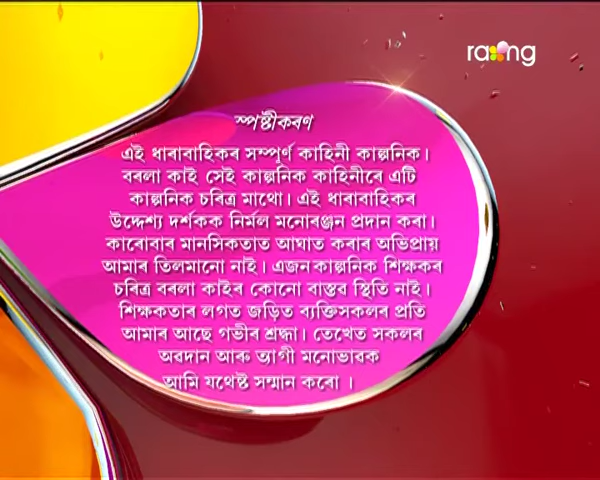 rang
স্পষ্টীকৰণ
এই ধাৰাবাহিকৰ সম্পূৰ্ণ কাহিনী কাল্পনিক।
বৰলা কাই সেই কাল্পনিক কাহিনীৰে এটি
কাল্পনিক চৰিত্ৰ মাথো। এই ধাৰাবাহিকৰ
উদ্দেশ্য দৰ্শকক নিৰ্মল মনোৰঞ্জন প্ৰদান কৰা।
কাৰোবাৰ মানসিকতাত আঘাত কৰাৰ অভিপ্ৰায়
আমাৰ তিলমানো নাই। এজন কাল্পনিক শিক্ষকৰ
চৰিত্ৰ বৰলা কাইৰ কোনো বাস্তৱ স্থিতি নাই।
শিক্ষকতাৰ লগত জড়িত ব্যক্তিসকলৰ প্ৰতি
আমাৰ আছে গভীৰ শ্ৰদ্ধা। তেখেত সকলৰ
অৱদান আৰু ত্যাগী মনোভাৱক
আমি যথেষ্ট সন্মান কৰো ।